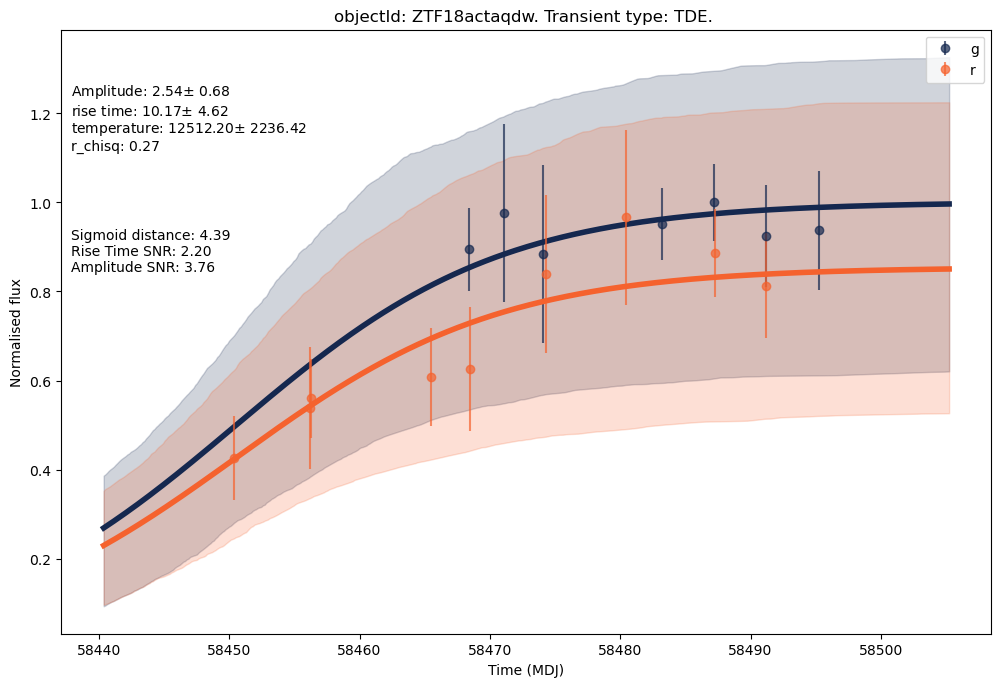 objectId: ZTF18actaqdw. Transient type: TDE.
g
r
Amplitude: 2.54± 0.68
rise time: 10.17± 4.62
temperature: 12512.20± 2236.42
r_chisq: 0.27
Sigmoid distance: 4.39
Rise Time SNR: 2.20
Amplitude SNR: 3.76
Normalised flux
1.2
1.0
0.8
0.6
0.4
0.2
58440 58450 58460 58470 58480 58490 58500
Time (MDJ)